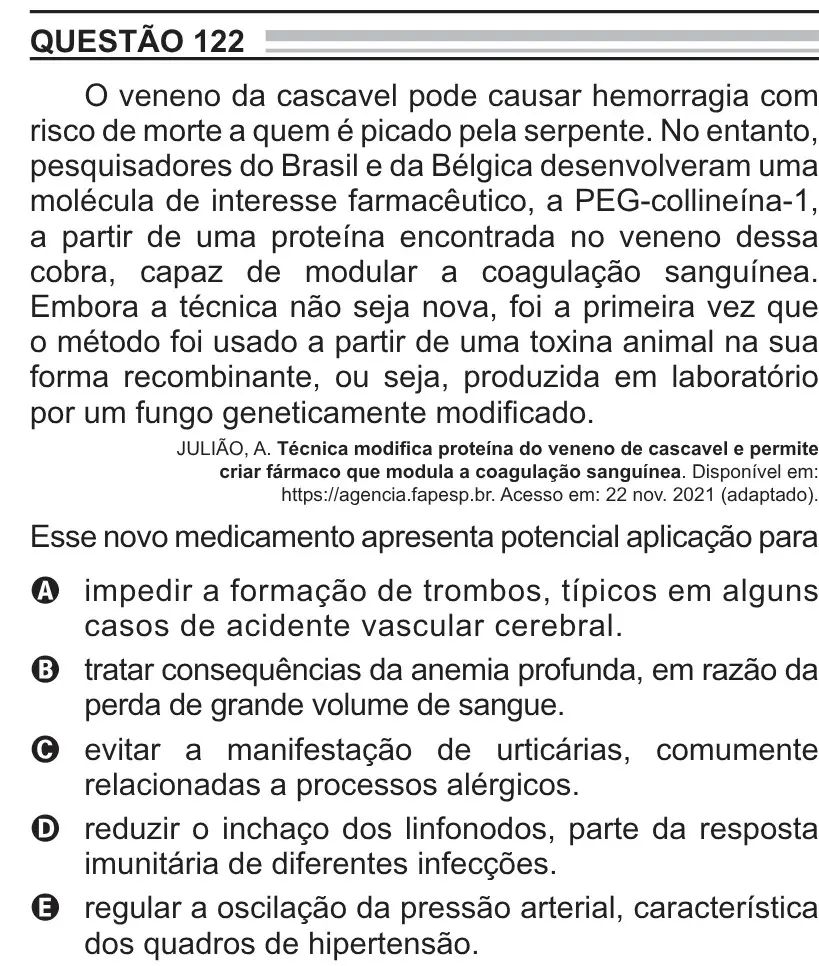 QUESTÃO 122
O veneno da cascavel pode causar hemorragia com
risco de morte a quem é picado pela serpente. No entanto,
pesquisadores do Brasil e da Bélgica desenvolveram uma
molécula de interesse farmacêutico, a PEG-collineína-1,
a partir de uma proteína encontrada no veneno dessa
cobra, capaz de modular a coagulação sanguínea.
Embora a técnica não seja nova, foi a primeira vez que
o método foi usado a partir de uma toxina animal na sua
forma recombinante, ou seja, produzida em laboratório
por um fungo geneticamente modificado.
JULIÃO, A. Técnica modifica proteína do veneno de cascavel e permite
criar fármaco que modula a coagulação sanguínea. Disponível em:
https://agencia.fapesp.br. Acesso em: 22 nov. 2021 (adaptado).
Esse novo medicamento apresenta potencial aplicação para
A impedir a formação de trombos, típicos em alguns
casos de acidente vascular cerebral.
B tratar consequências da anemia profunda, em razão da
perda de grande volume de sangue.
C evitar a manifestação de urticárias, comumente
relacionadas a processos alérgicos.
D reduzir o inchaço dos linfonodos, parte da resposta
imunitária de diferentes infecções.
E regular a oscilação da pressão arterial, característica
dos quadros de hipertensão.